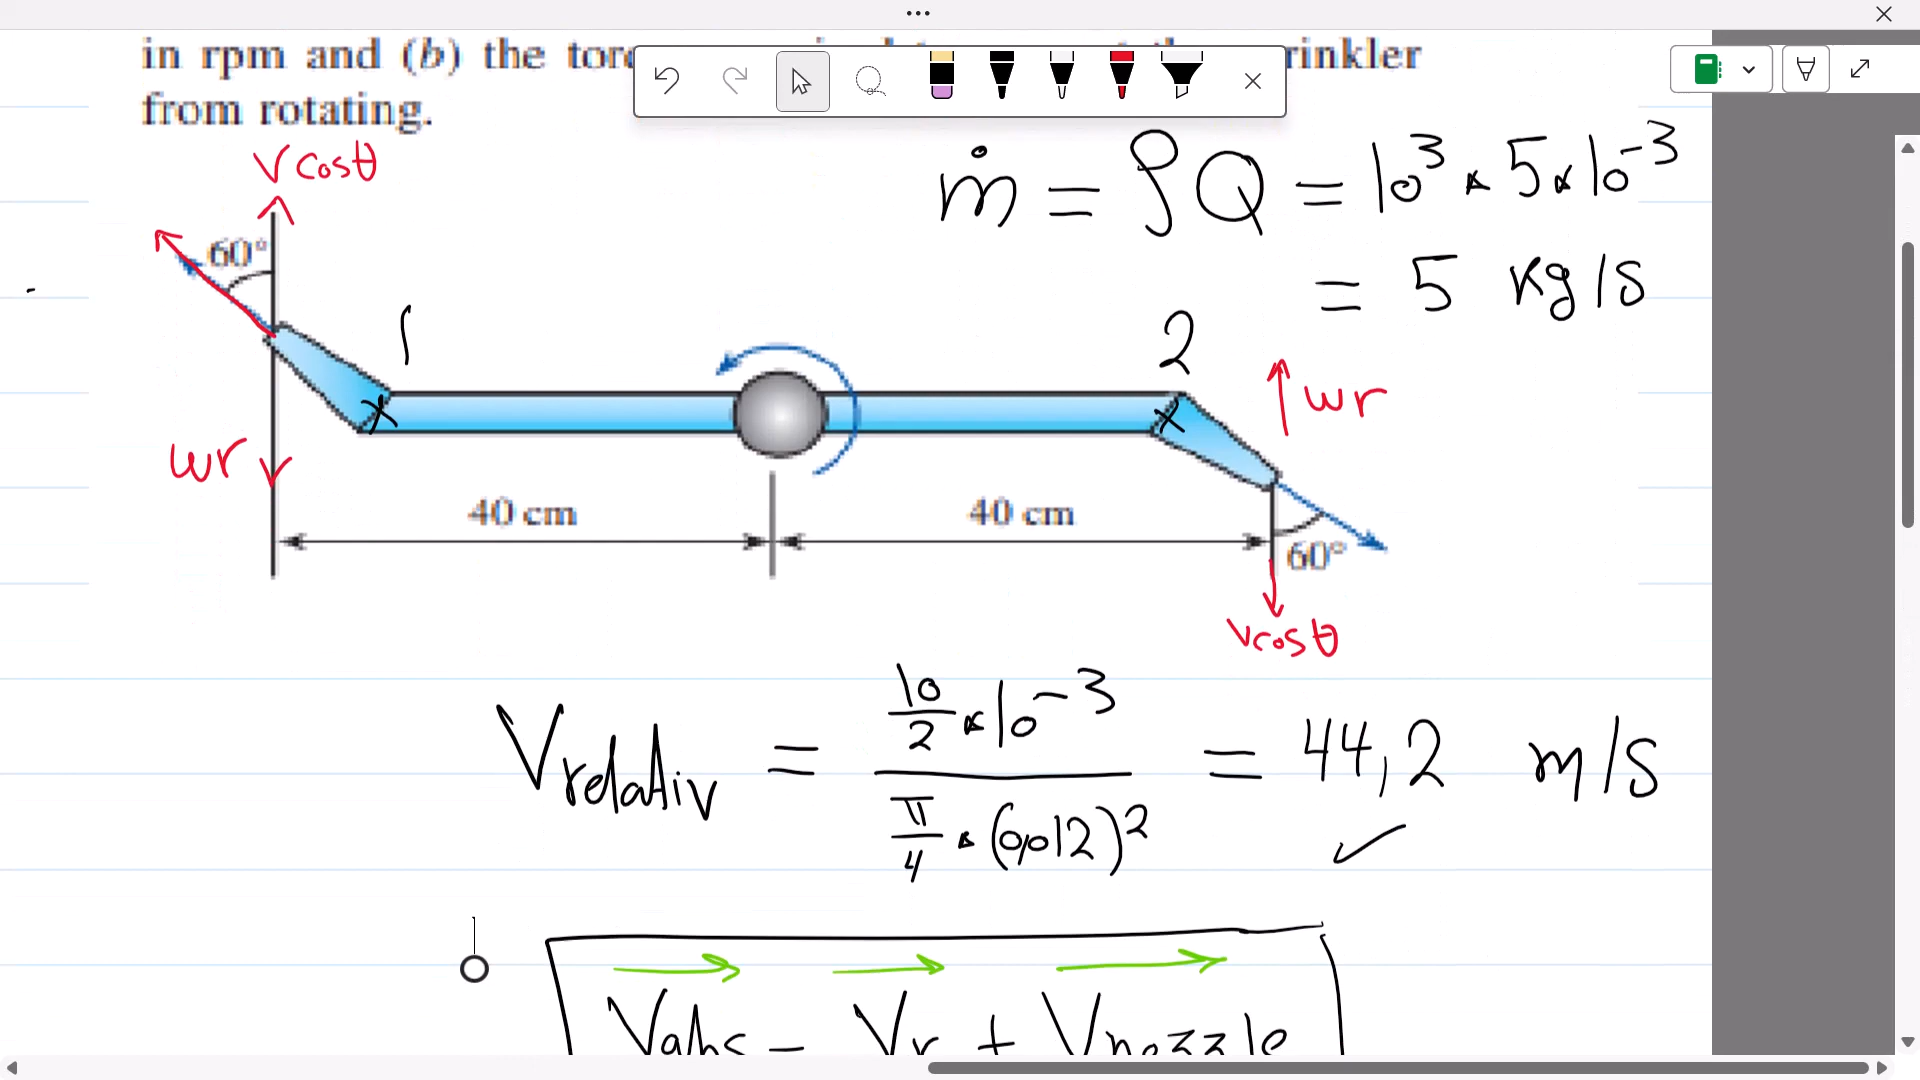 in rpm and (b) the torq rinkler
from rotating.
V cosθ
ṁ = ρQ = 10³ * 5*10⁻³
60°
= 5 kg/s
1
2
wr
wr
40 cm 40 cm
60°
Vcosθ
Vrelativ = 10/2 * 10⁻³ / π/4 * (0,012)² = 44,2 m/s
Vabs = Vr + Vnozzle